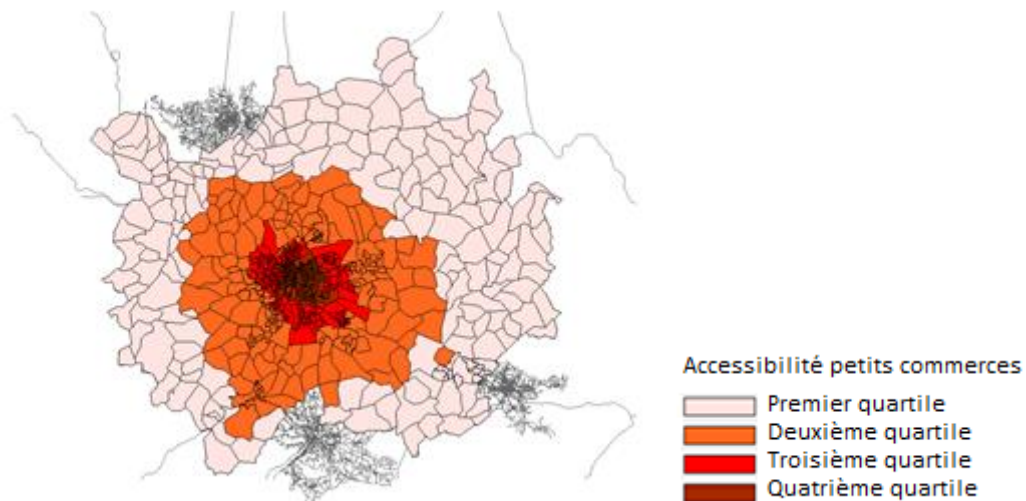 Accessibilité petits commerces
Premier quartile
Deuxième quartile
Troisième quartile
Quatrième quartile